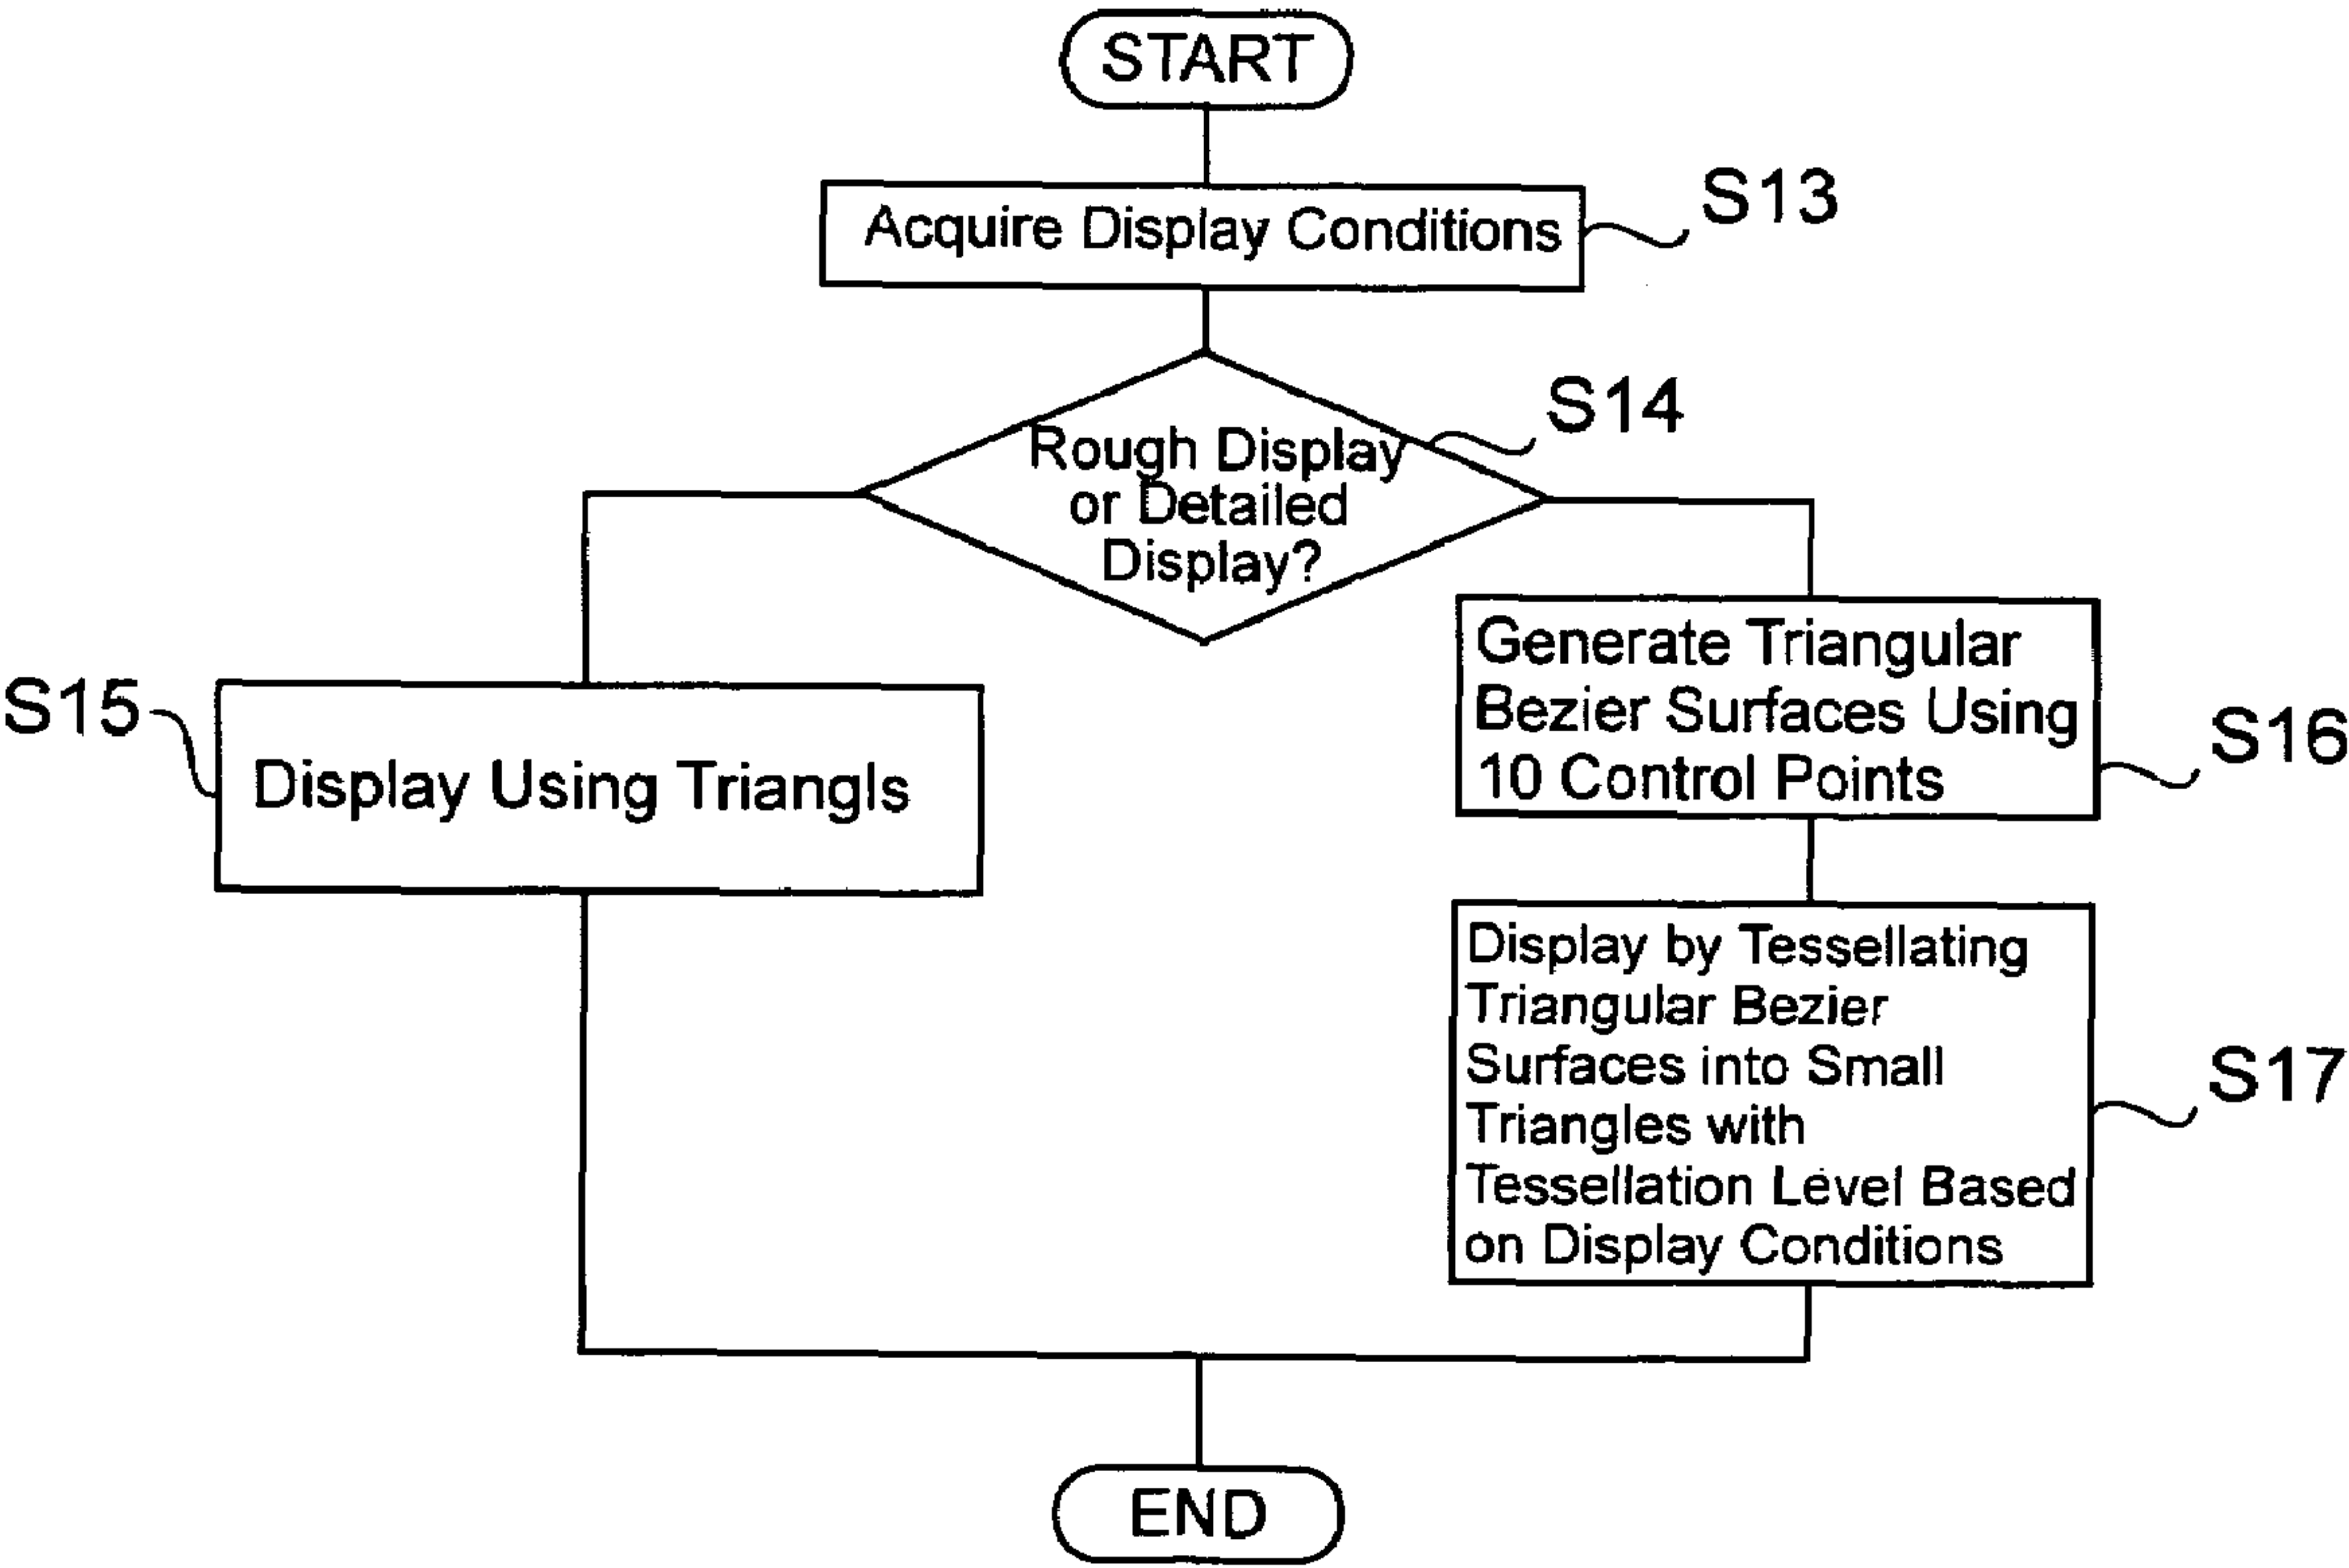 START
Acquire Display Conditions
S13
Rough Display
or Detailed
Display?
S14
S15
Display Using Triangls
Generate Triangular
Bezier Surfaces Using
10 Control Points
S16
Display by Tessellating
Triangular Bezier
Surfaces into Small
Triangles with
Tessellation Level Based
on Display Conditions
S17
END